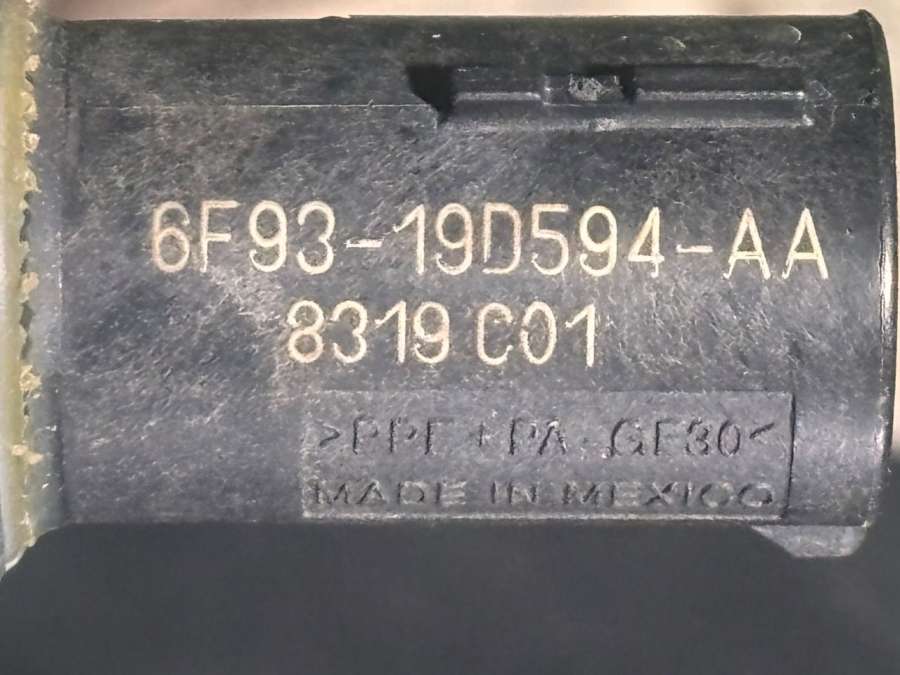 6F93-19D594-AA
8319 C01
>PPE+PA-GF30<
MADE IN MEXICO